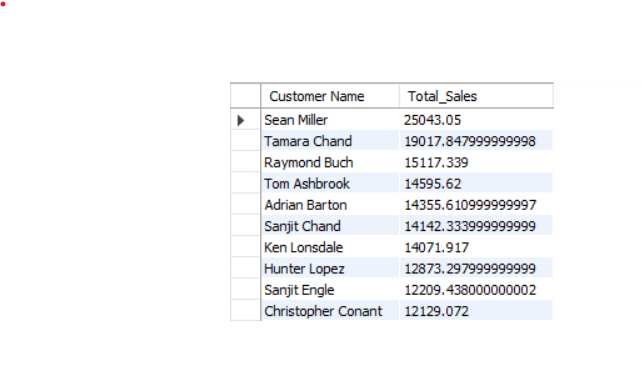 Customer Name Total_Sales
Sean Miller 25043.05
Tamara Chand 19017.847999999998
Raymond Buch 15117.339
Tom Ashbrook 14595.62
Adrian Barton 14355.610999999997
Sanjit Chand 14142.333999999999
Ken Lonsdale 14071.917
Hunter Lopez 12873.297999999999
Sanjit Engle 12209.438000000002
Christopher Conant 12129.072